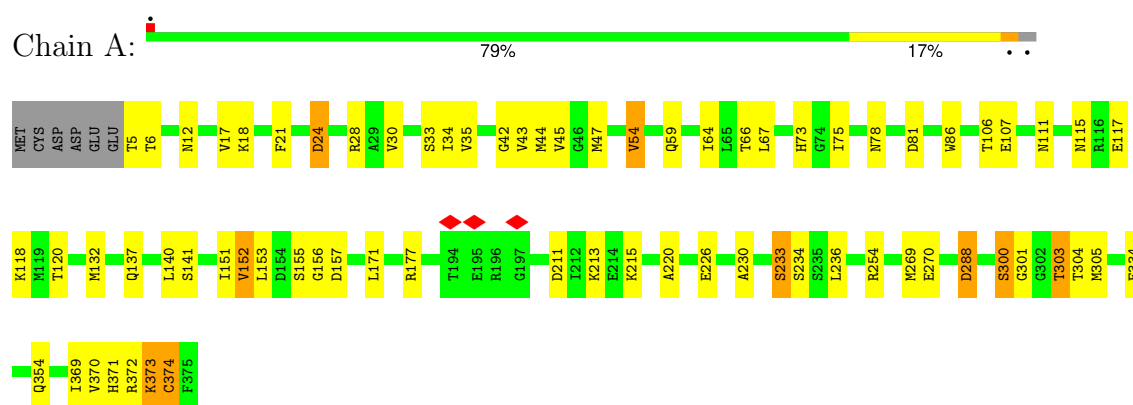 Chain A:
79% 17%
MET CYS ASP ASP GLU GLU T5 T6 N12 V17 K18 F21 D24 R28 A29 V30 S33 I34 V35 G42 V43 M44 V45 G46 M47 V54 Q59 I64 L65 T66 L67 H73 G74 I75 N78 D81 W86 T106 E107 N111 N115 R116 E117
K118 M119 T120 M132 Q137 L140 S141 I151 V152 L153 D154 S155 G156 D157 L171 R177 T194 E195 R196 G197 D211 I212 K213 E214 K215 A220 E226 A230 S233 S234 S235 L236 R254 M269 E270 D288 S300 G301 G302 T303 T304 M305
Q354 I369 V370 H371 R372 K373 C374 F375